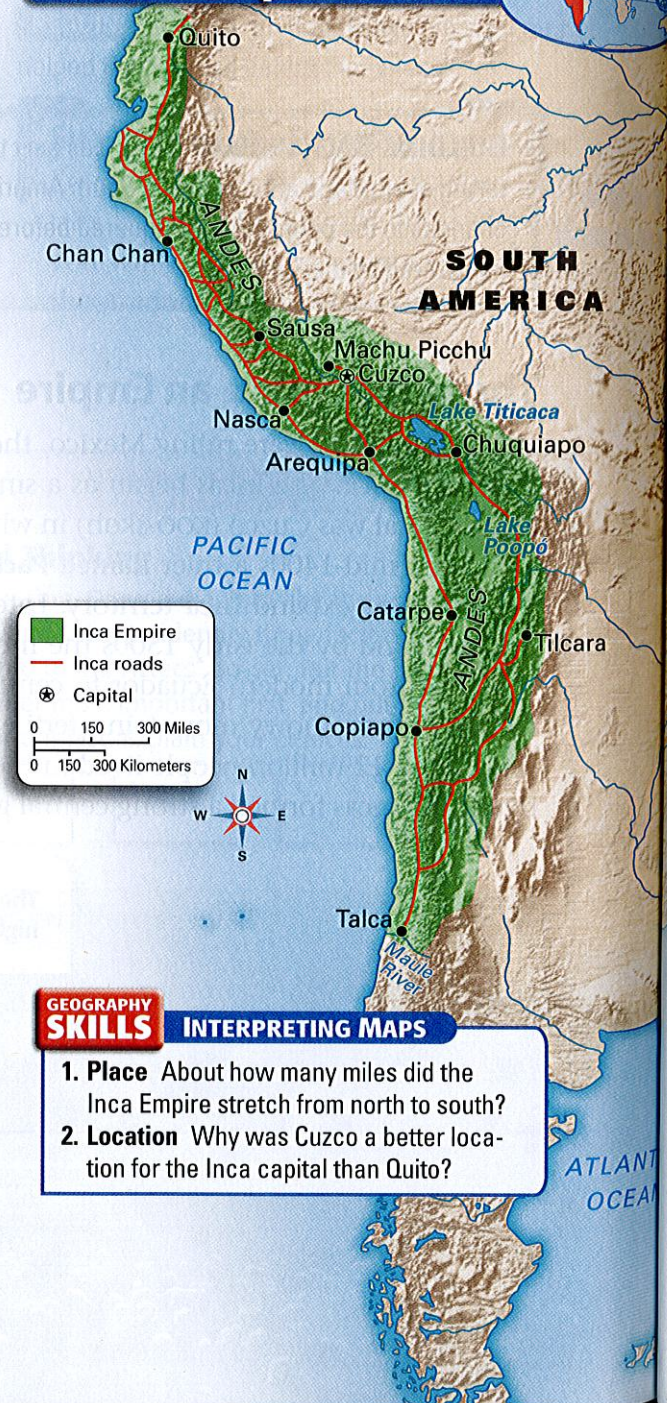 Quito
Chan Chan
ANDES
SOUTH
AMERICA
Sausa
Machu Picchu
Cuzco
Nasca
Lake Titicaca
Arequipa
Chuquiapo
PACIFIC
OCEAN
Lake
Poopó
Catarpe
ANDES
Tilcara
Inca Empire
Inca roads
Capital
0 150 300 Miles
0 150 300 Kilometers
Copiapo
N
W E
S
Talca
Maule
River
GEOGRAPHY
SKILLS INTERPRETING MAPS
1. Place About how many miles did the
Inca Empire stretch from north to south?
2. Location Why was Cuzco a better loca-
tion for the Inca capital than Quito?